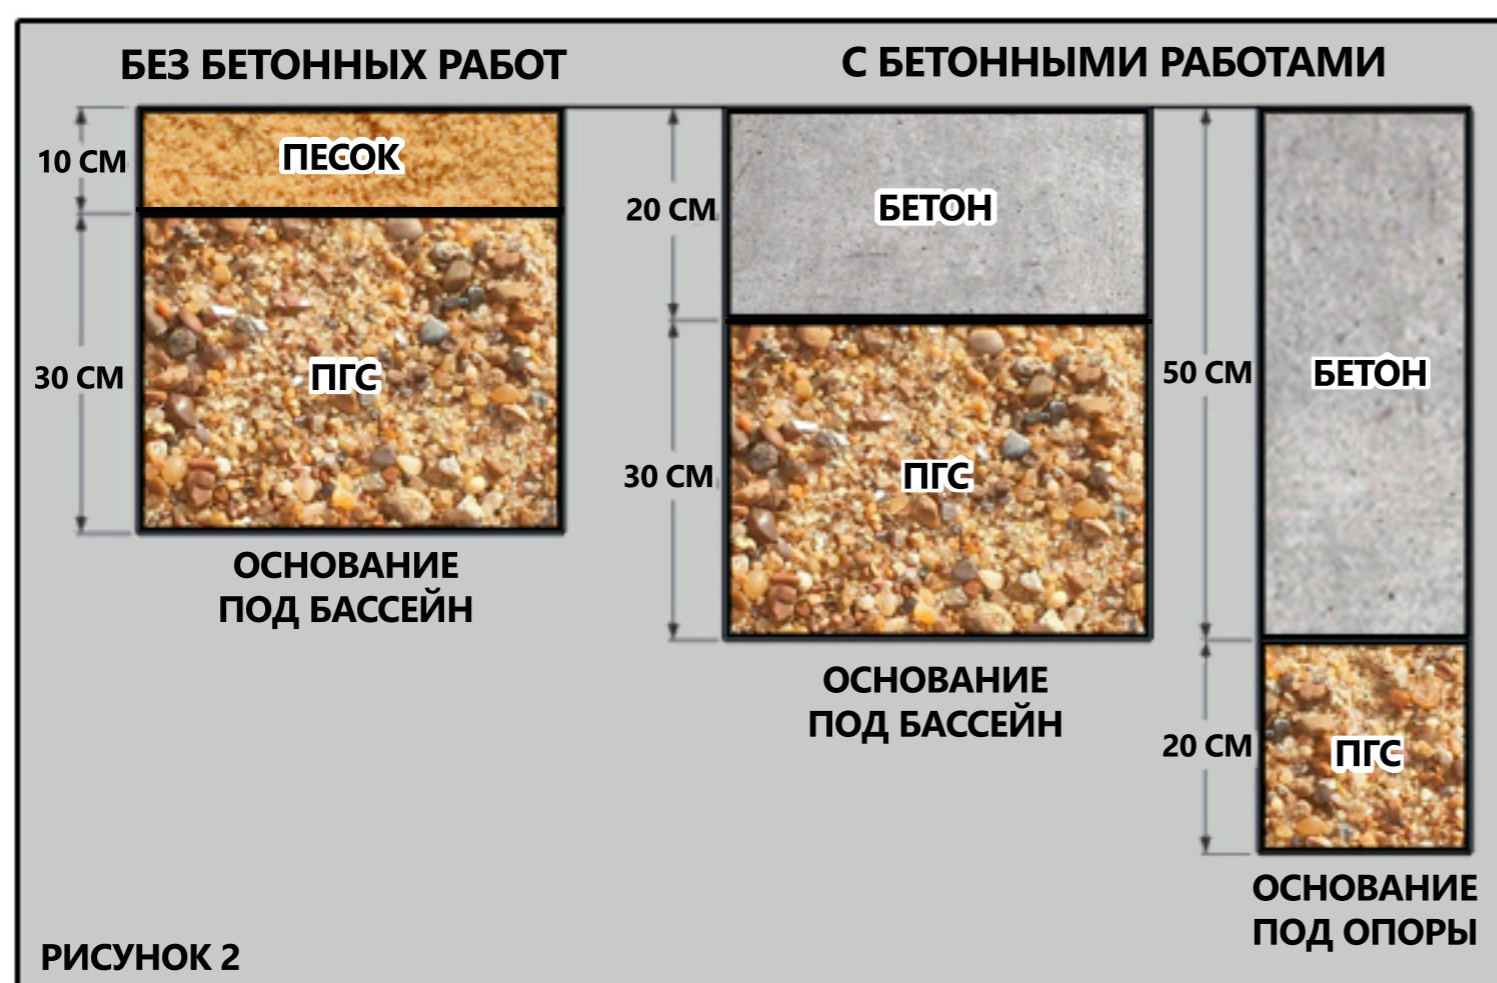 БЕЗ БЕТОННЫХ РАБОТ
С БЕТОННЫМИ РАБОТАМИ
10 СМ
ПЕСОК
30 СМ
ПГС
ОСНОВАНИЕ
ПОД БАССЕЙН
20 СМ
БЕТОН
30 СМ
ПГС
ОСНОВАНИЕ
ПОД БАССЕЙН
50 СМ
БЕТОН
20 СМ
ПГС
ОСНОВАНИЕ
ПОД ОПОРЫ
РИСУНОК 2